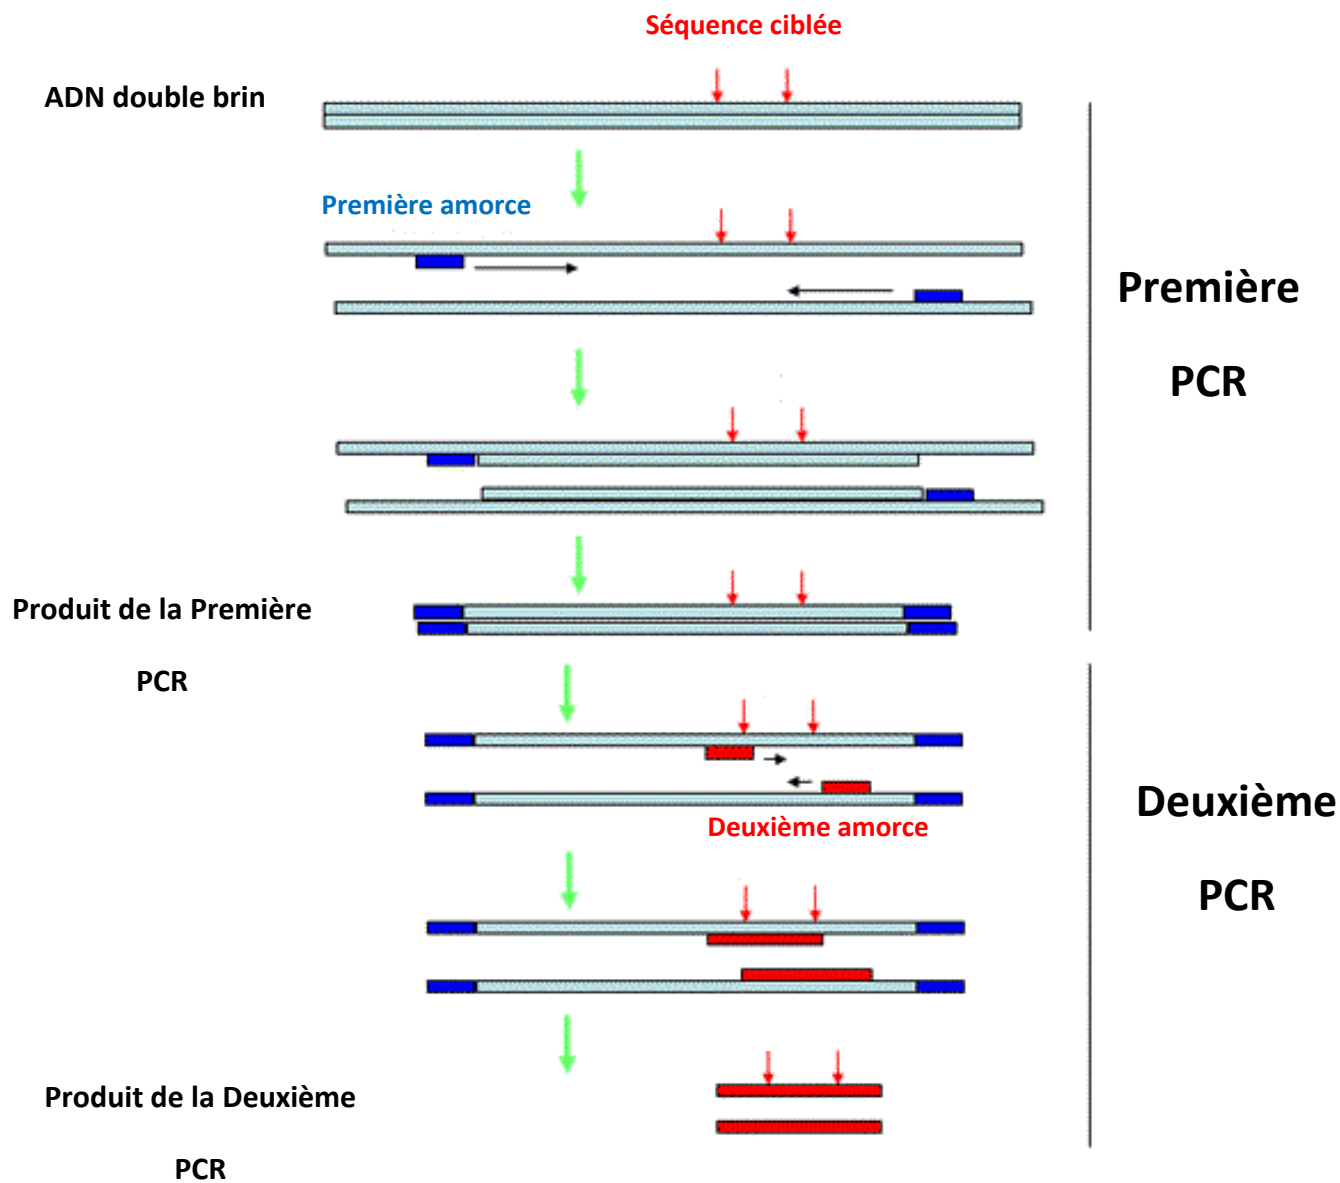 Séquence ciblée
ADN double brin
Première amorce
Première
PCR
Produit de la Première
PCR
Deuxième amorce
Deuxième
PCR
Produit de la Deuxième
PCR